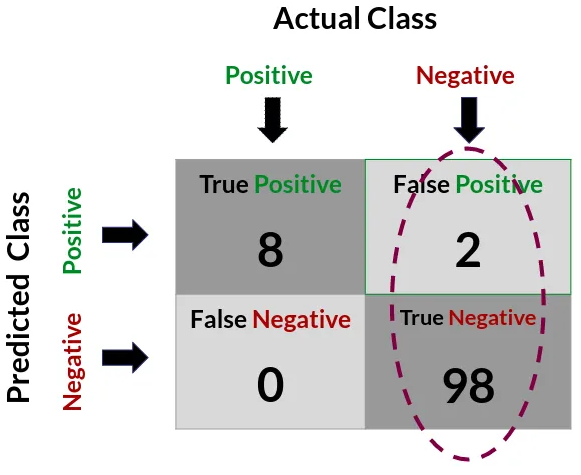 Actual Class
Positive
Negative
Predicted Class
Positive
Negative
True Positive
False Positive
8
2
False Negative
True Negative
0
98